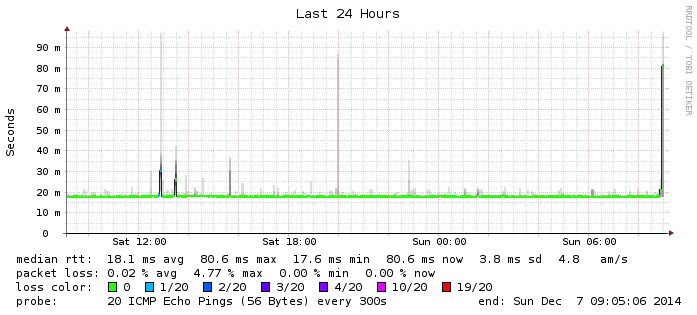 Last 24 Hours
RRDTOOL / TOBI OETIKER
Seconds
90 m
80 m
70 m
60 m
50 m
40 m
30 m
20 m
10 m
0
Sat 12:00 Sat 18:00 Sun 00:00 Sun 06:00
median rtt: 18.1 ms avg 80.6 ms max 17.6 ms min 80.6 ms now 3.8 ms sd 4.8 am/s
packet loss: 0.02 % avg 4.77 % max 0.00 % min 0.00 % now
loss color: 0 1/20 2/20 3/20 4/20 10/20 19/20
probe: 20 ICMP Echo Pings (56 Bytes) every 300s end: Sun Dec 7 09:05:06 2014